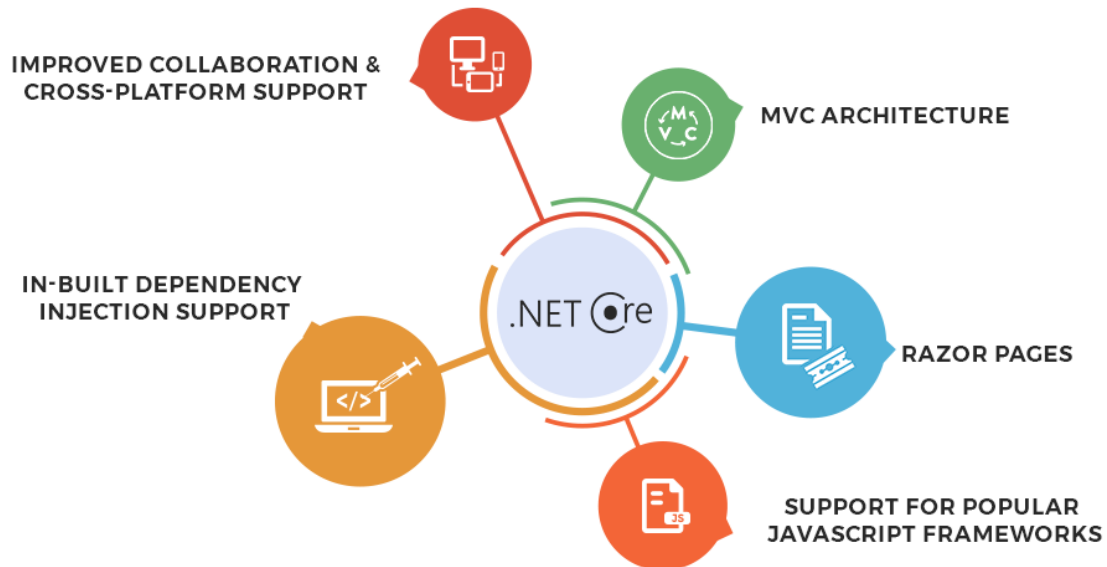 IMPROVED COLLABORATION &
CROSS-PLATFORM SUPPORT
M
V C
MVC ARCHITECTURE
IN-BUILT DEPENDENCY
INJECTION SUPPORT
</>
.NET Core
RAZOR PAGES
JS
SUPPORT FOR POPULAR
JAVASCRIPT FRAMEWORKS